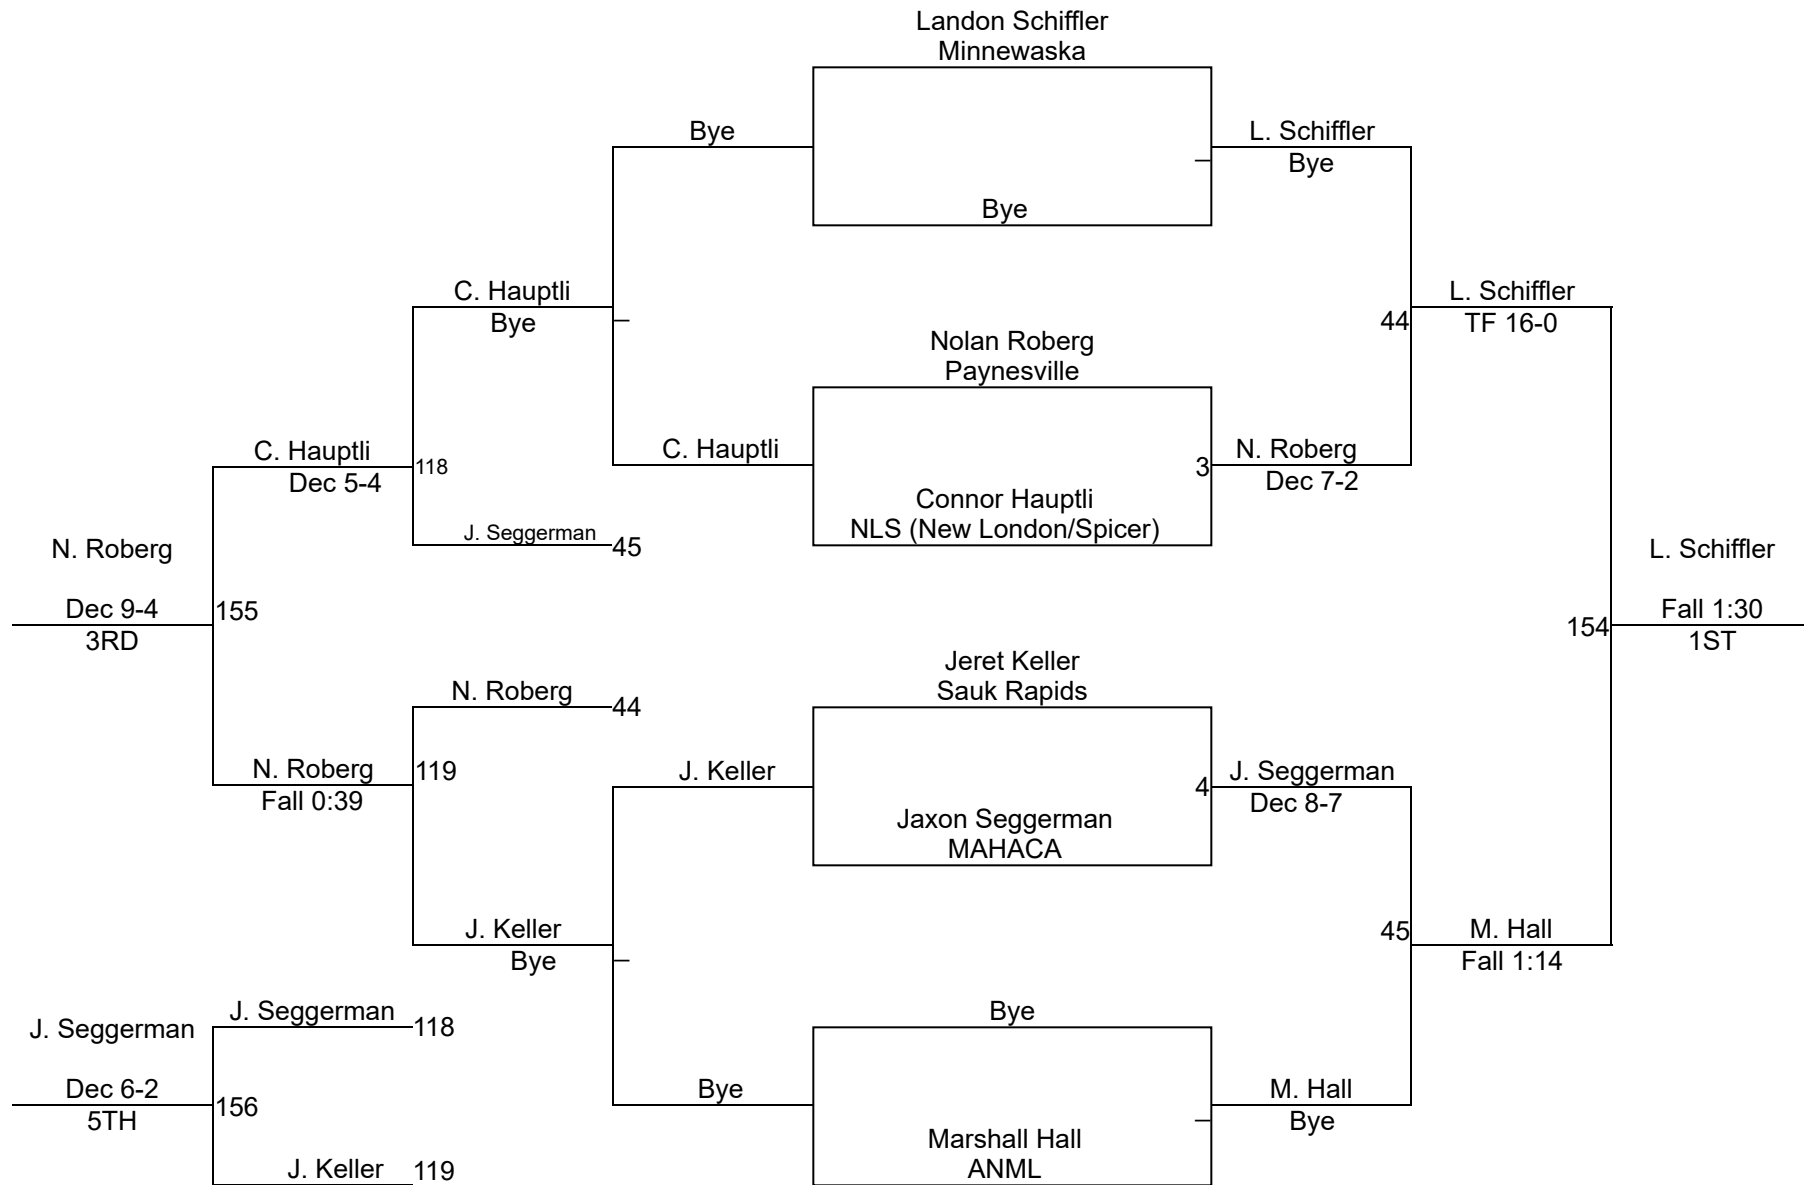 Landon Schiffler
Minnewaska
Bye
L. Schiffler
Bye
Bye
C. Hauptli
Bye
L. Schiffler
TF 16-0
44
Nolan Roberg
Paynesville
C. Hauptli
Dec 5-4
118
C. Hauptli
3
N. Roberg
Dec 7-2
Connor Hauptli
NLS (New London/Spicer)
J. Seggerman
45
N. Roberg
Dec 9-4
3RD
155
L. Schiffler
Fall 1:30
1ST
154
Jeret Keller
Sauk Rapids
N. Roberg
44
N. Roberg
Fall 0:39
119
J. Keller
4
J. Seggerman
Dec 8-7
Jaxon Seggerman
MAHACA
J. Keller
Bye
45
M. Hall
Fall 1:14
J. Seggerman
118
Bye
J. Seggerman
Dec 6-2
5TH
156
Bye
M. Hall
Bye
Marshall Hall
ANML
J. Keller
119